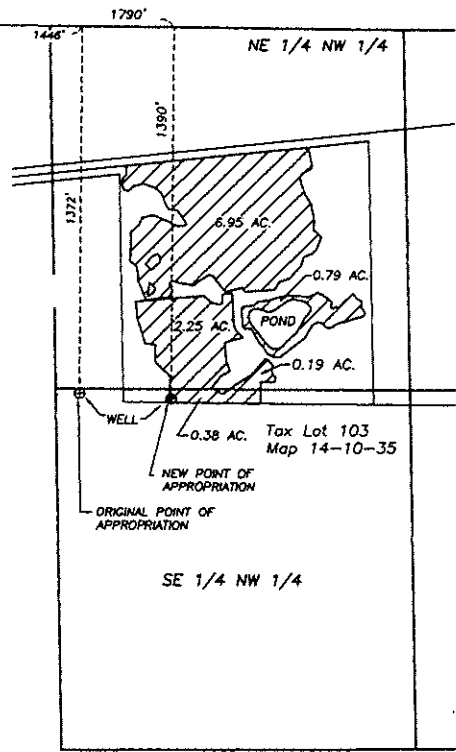 1790'
1446'
NE 1/4 NW 1/4
1390'
1372'
6.95 AC.
0.79 AC.
2.25 AC.
POND
0.19 AC.
WELL
0.38 AC.
Tax Lot 103
Map 14-10-35
NEW POINT OF
APPROPRIATION
ORIGINAL POINT OF
APPROPRIATION
SE 1/4 NW 1/4